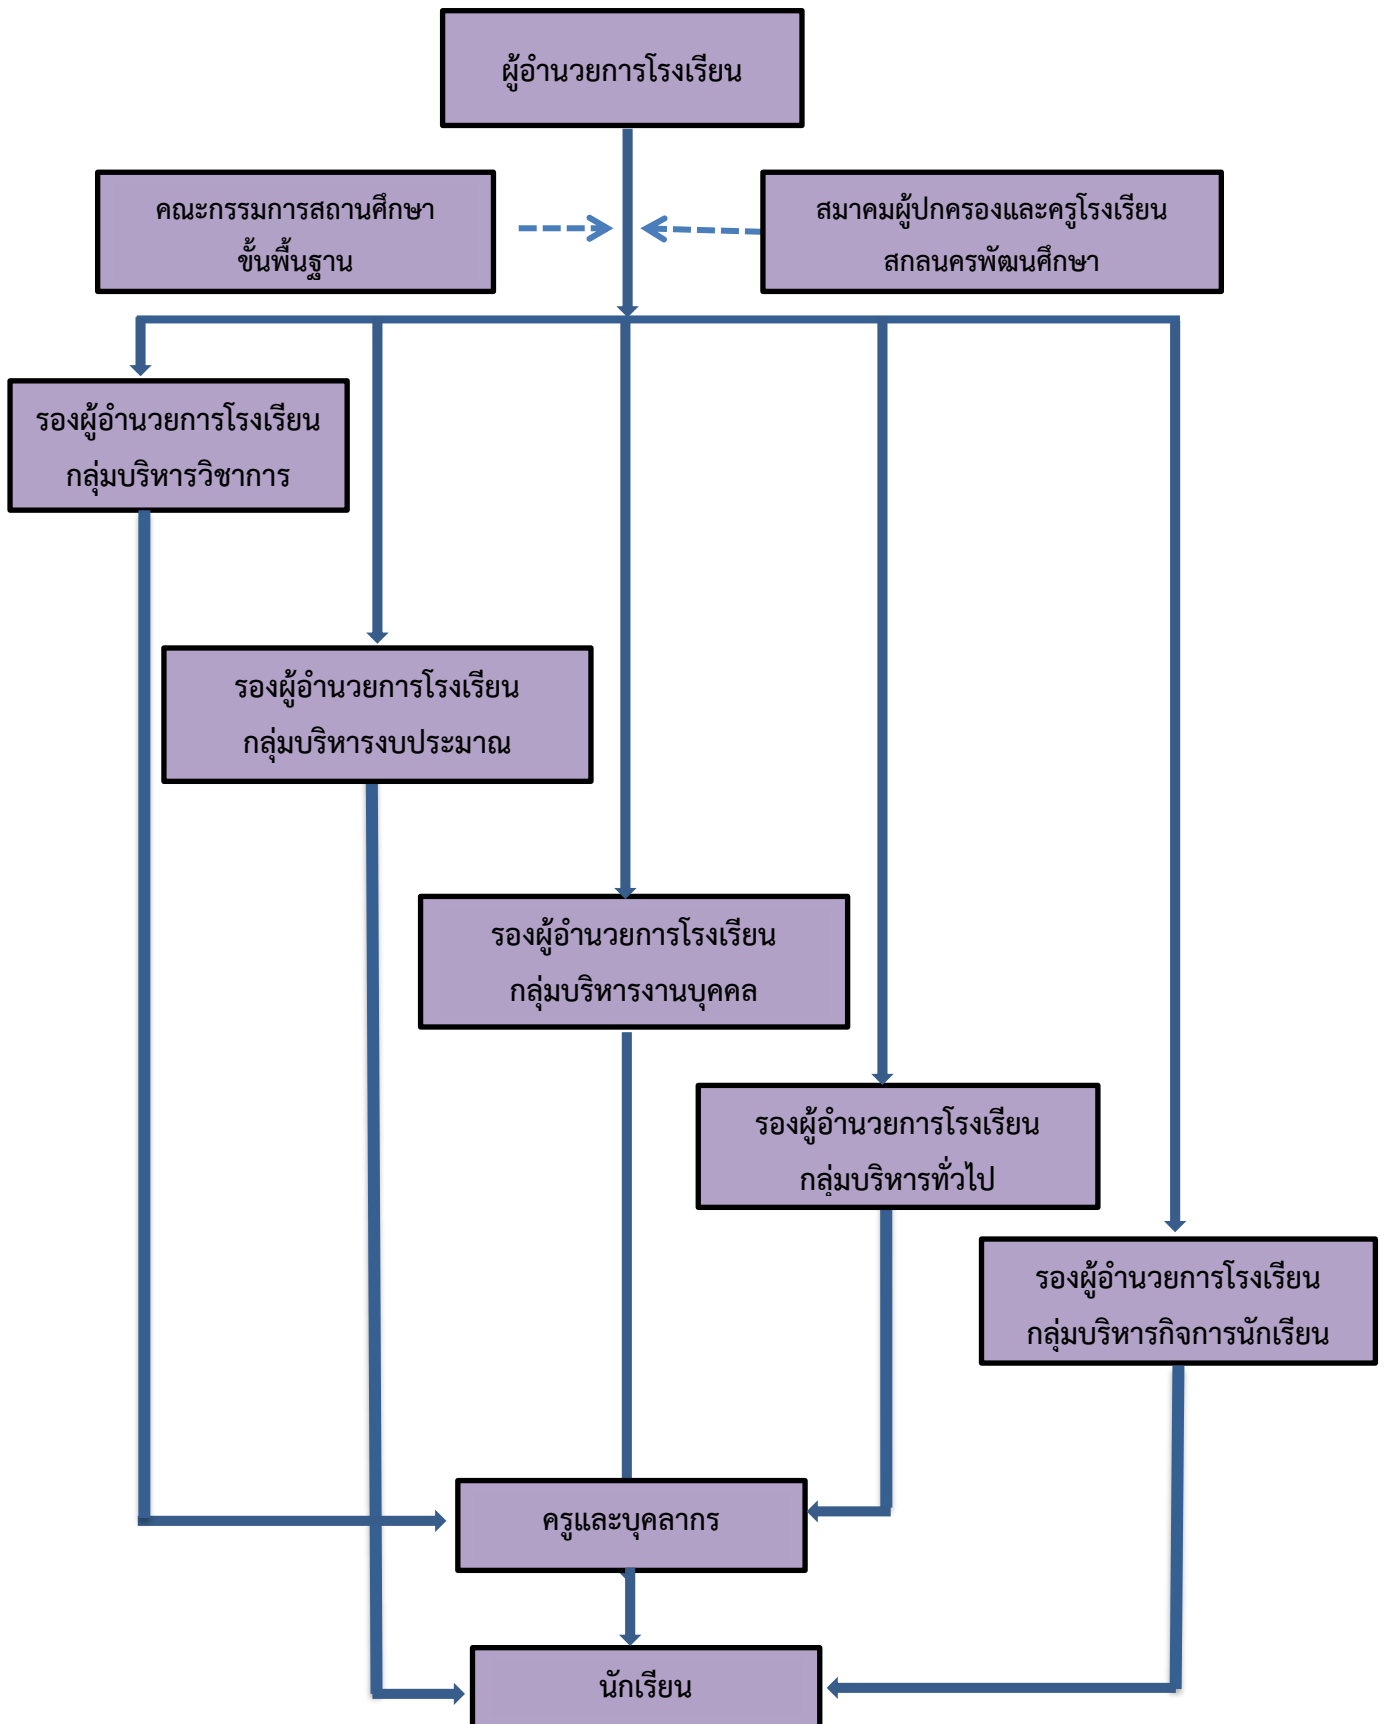 ผู้อำนวยการโรงเรียน
คณะกรรมการสถานศึกษา
ขั้นพื้นฐาน
สมาคมผู้ปกครองและครูโรงเรียน
สกลนครพัฒนศึกษา
รองผู้อำนวยการโรงเรียน
กลุ่มบริหารวิชาการ
รองผู้อำนวยการโรงเรียน
กลุ่มบริหารงบประมาณ
รองผู้อำนวยการโรงเรียน
กลุ่มบริหารงานบุคคล
รองผู้อำนวยการโรงเรียน
กลุ่มบริหารทั่วไป
รองผู้อำนวยการโรงเรียน
กลุ่มบริหารกิจการนักเรียน
ครูและบุคลากร
นักเรียน